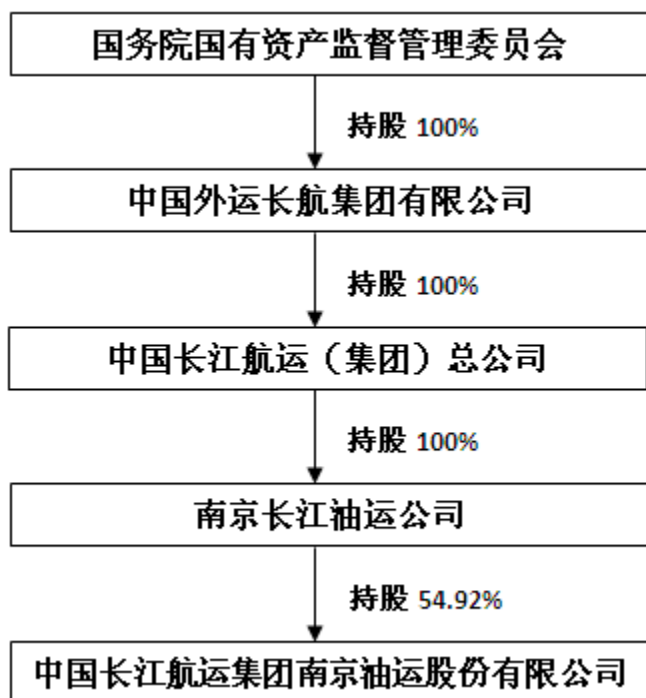 国务院国有资产监督管理委员会
持股 100%
中国外运长航集团有限公司
持股 100%
中国长江航运（集团）总公司
持股 100%
南京长江油运公司
持股 54.92%
中国长江航运集团南京油运股份有限公司